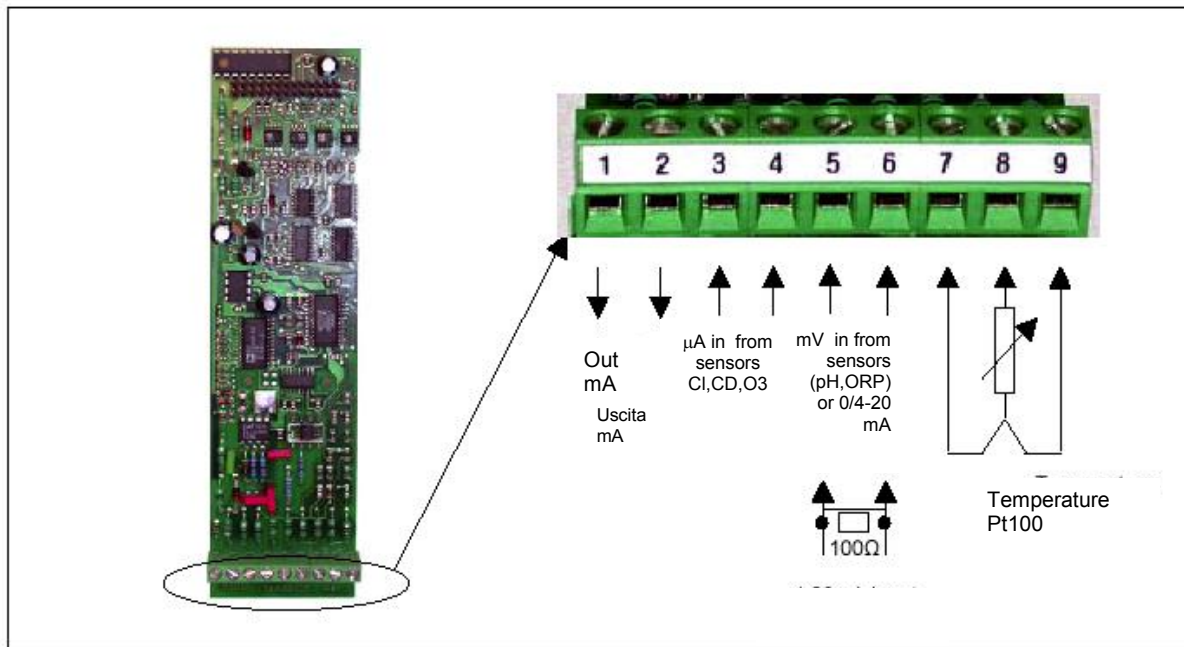 1 2 3 4 5 6 7 8 9
Out
mA
Uscita
mA
µA in from
sensors
Cl,CD,O3
mV in from
sensors
(pH,ORP)
or 0/4-20
mA
100Ω
Temperature
Pt100